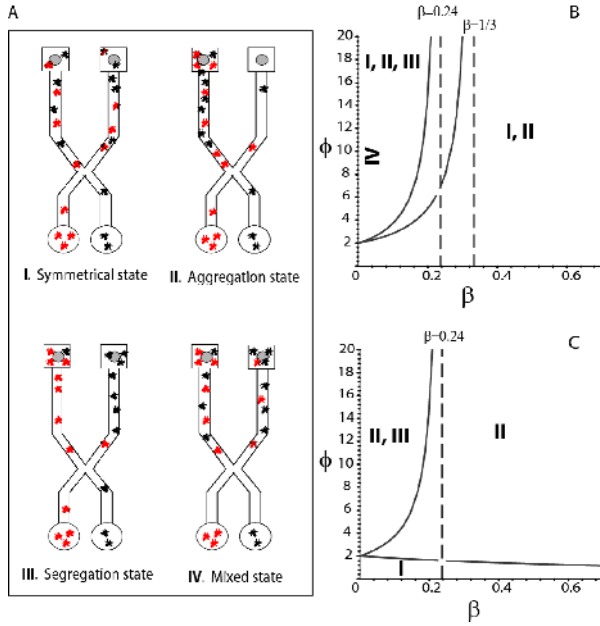 A
I. Symmetrical state
II. Aggregation state
III. Segregation state
IV. Mixed state
β=0.24
β=1/3
B
20
18
16
14
12
10
8
6
4
2
ϕ
I, II, III
IV
I, II
0
0.2
0.4
0.6
β
β=0.24
C
20
18
16
14
12
10
8
6
4
2
ϕ
II, III
II
I
0
0.2
0.4
0.6
β